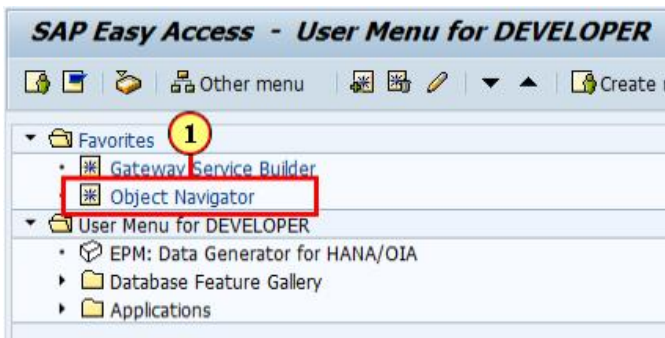 SAP Easy Access - User Menu for DEVELOPER
Other menu Create
Favorites 1
Gateway Service Builder
Object Navigator
User Menu for DEVELOPER
EPM: Data Generator for HANA/OIA
Database Feature Gallery
Applications